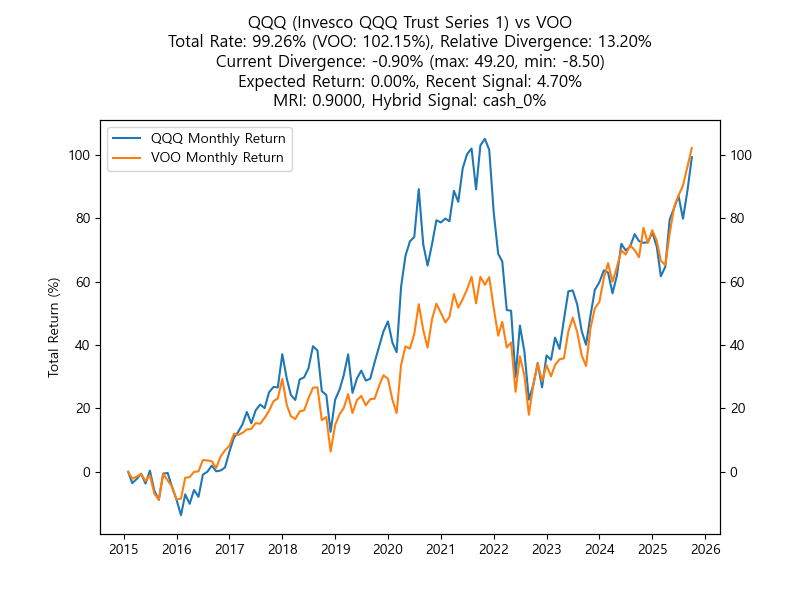 QQQ (Invesco QQQ Trust Series 1) vs VOO
Total Rate: 99.26% (VOO: 102.15%), Relative Divergence: 13.20%
Current Divergence: -0.90% (max: 49.20, min: -8.50)
Expected Return: 0.00%, Recent Signal: 4.70%
MRI: 0.9000, Hybrid Signal: cash_0%
QQQ Monthly Return
VOO Monthly Return
Total Return (%)
100
80
60
40
20
0
100
80
60
40
20
0
2015 2016 2017 2018 2019 2020 2021 2022 2023 2024 2025 2026